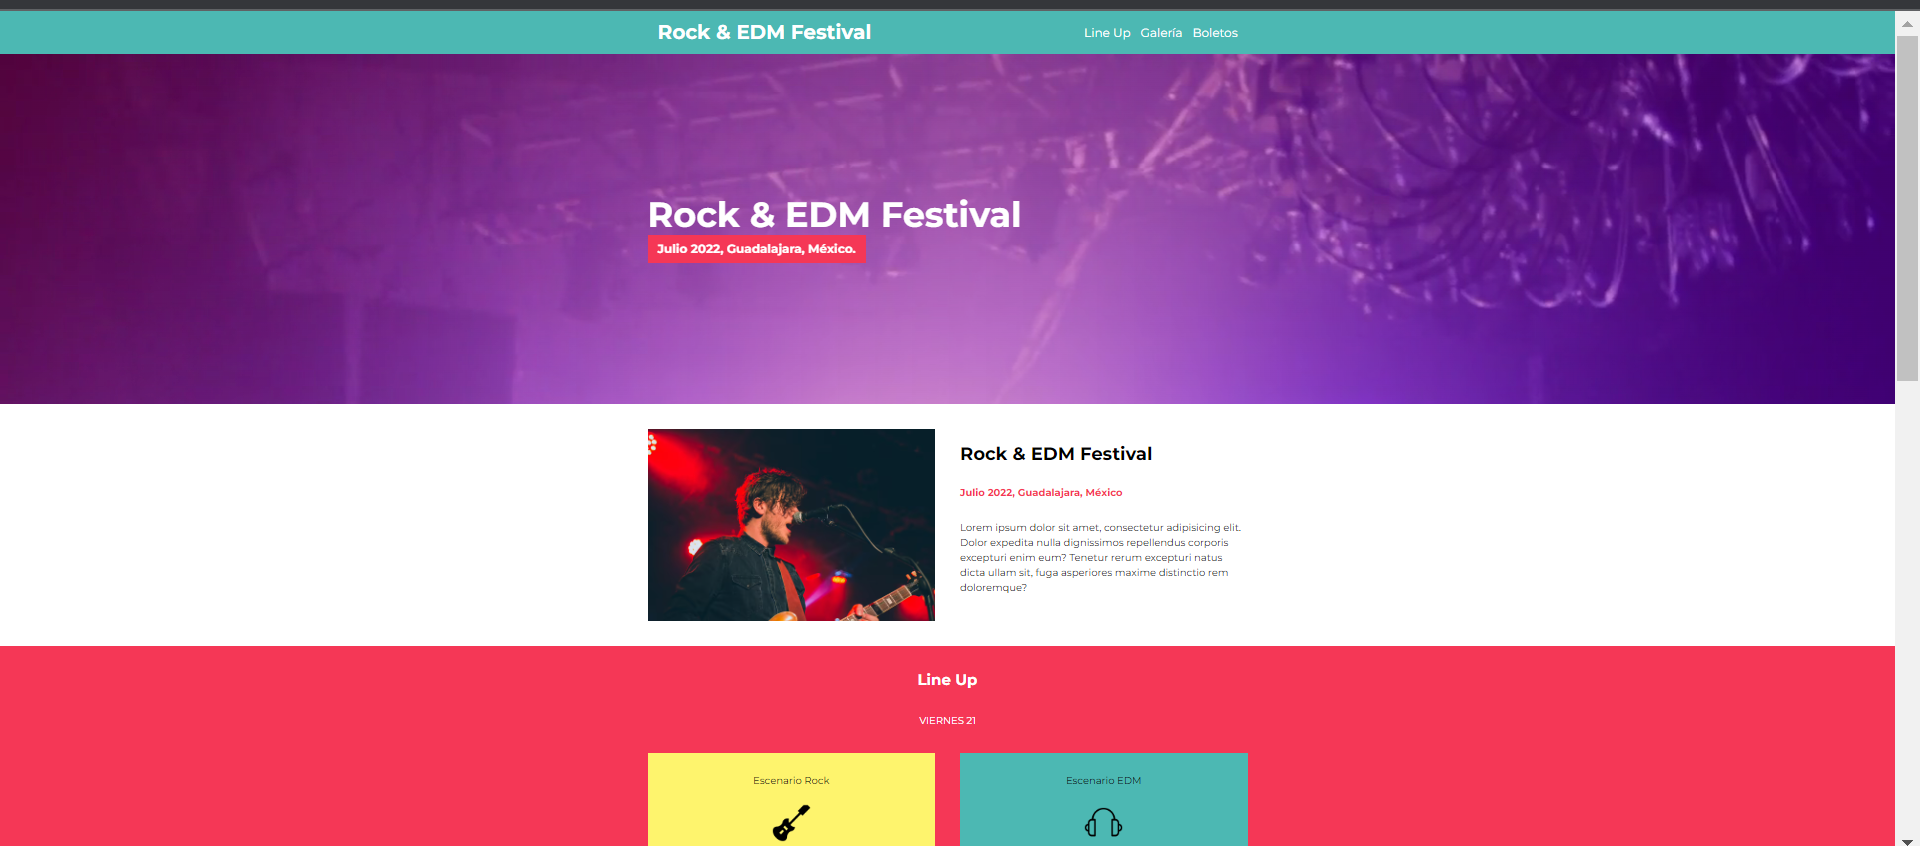 Rock & EDM Festival
Line Up Galería Boletos
Rock & EDM Festival
Julio 2022, Guadalajara, México.
Rock & EDM Festival
Julio 2022, Guadalajara, México
Lorem ipsum dolor sit amet, consectetur adipisicing elit.
Dolor expedita nulla dignissimos repellendus corporis
excepturi enim eum? Tenetur rerum excepturi natus
dicta ullam sit, fuga asperiores maxime distinctio rem
doloremque?
Line Up
VIERNES 21
Escenario Rock
Escenario EDM